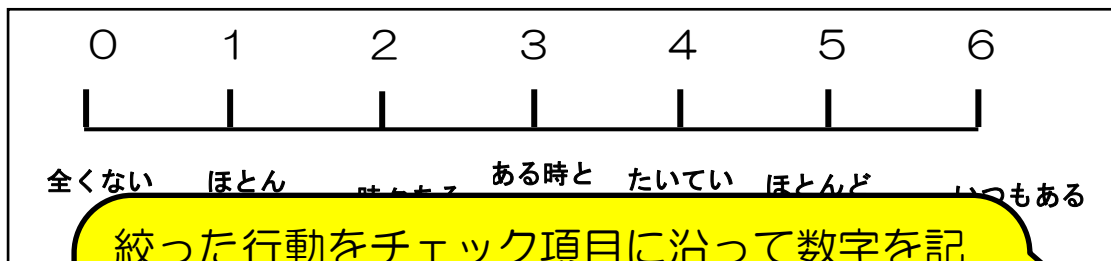 0 1 2 3 4 5 6
全くない ほとん ある時と たいてい ほとんど いつもある
絞った行動をチェック項目に沿って数字を記